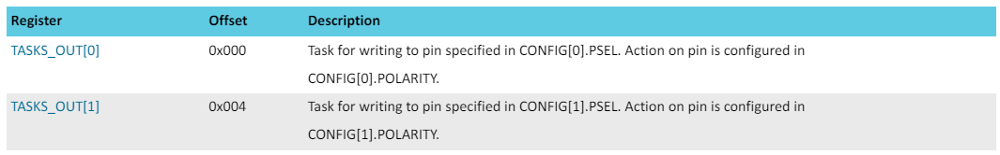 Register Offset Description
TASKS_OUT[0] 0x000 Task for writing to pin specified in CONFIG[0].PSEL. Action on pin is configured in
CONFIG[0].POLARITY.
TASKS_OUT[1] 0x004 Task for writing to pin specified in CONFIG[1].PSEL. Action on pin is configured in
CONFIG[1].POLARITY.